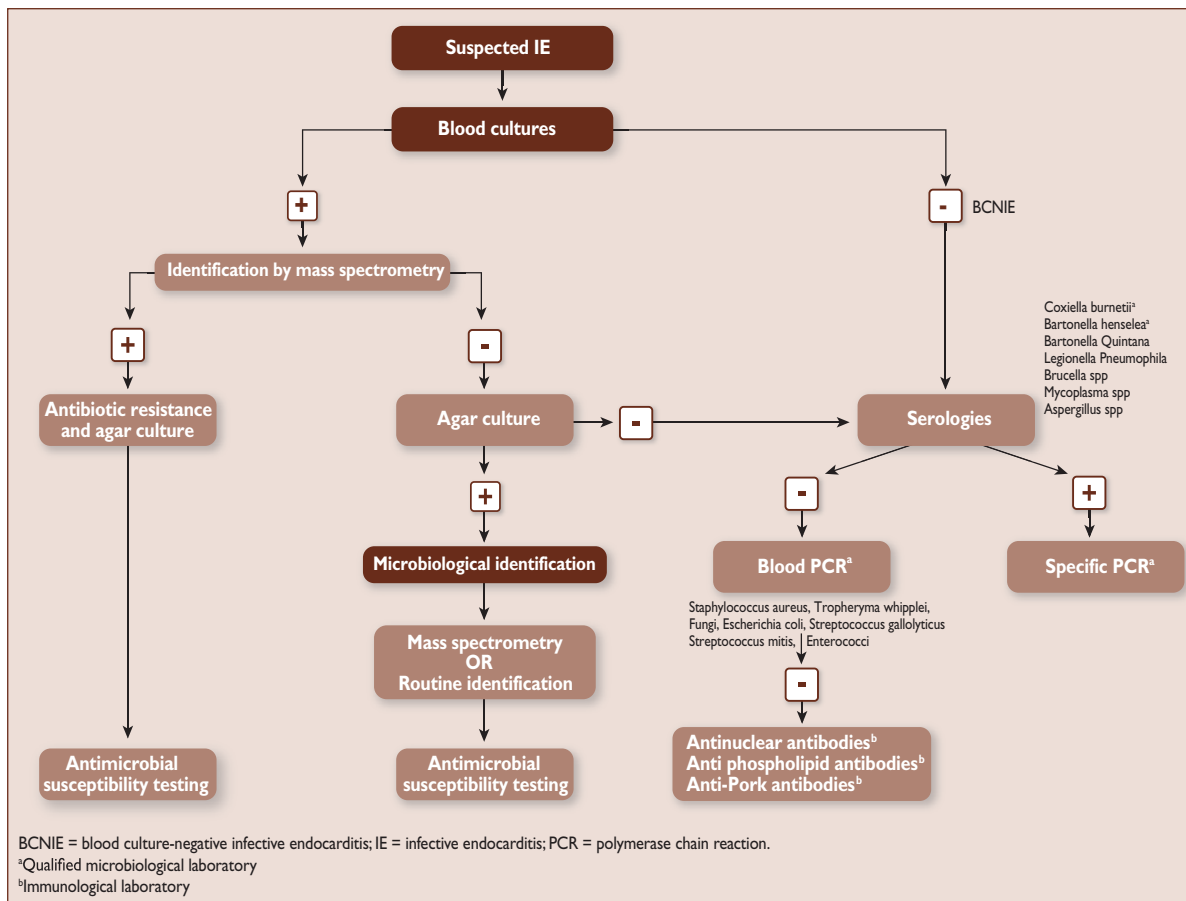 Suspected IE
Blood cultures
+
-
BCNIE
Identification by mass spectrometry
+
-
Coxiella burnetiiᵃ
Bartonella henseleaᵃ
Bartonella Quintana
Legionella Pneumophila
Brucella spp
Mycoplasma spp
Aspergillus spp
Antibiotic resistance
and agar culture
Agar culture
-
Serologies
+
-
+
Microbiological identification
Blood PCRᵃ
Specific PCRᵃ
Staphylococcus aureus, Tropheryma whipplei,
Fungi, Escherichia coli, Streptococcus gallolyticus
Streptococcus mitis, Enterococci
Mass spectrometry
OR
Routine identification
-
Antimicrobial
susceptibility testing
Antimicrobial
susceptibility testing
Antinuclear antibodiesᵇ
Anti phospholipid antibodiesᵇ
Anti-Pork antibodiesᵇ
BCNIE = blood culture-negative infective endocarditis; IE = infective endocarditis; PCR = polymerase chain reaction.
ᵃQualified microbiological laboratory
ᵇImmunological laboratory